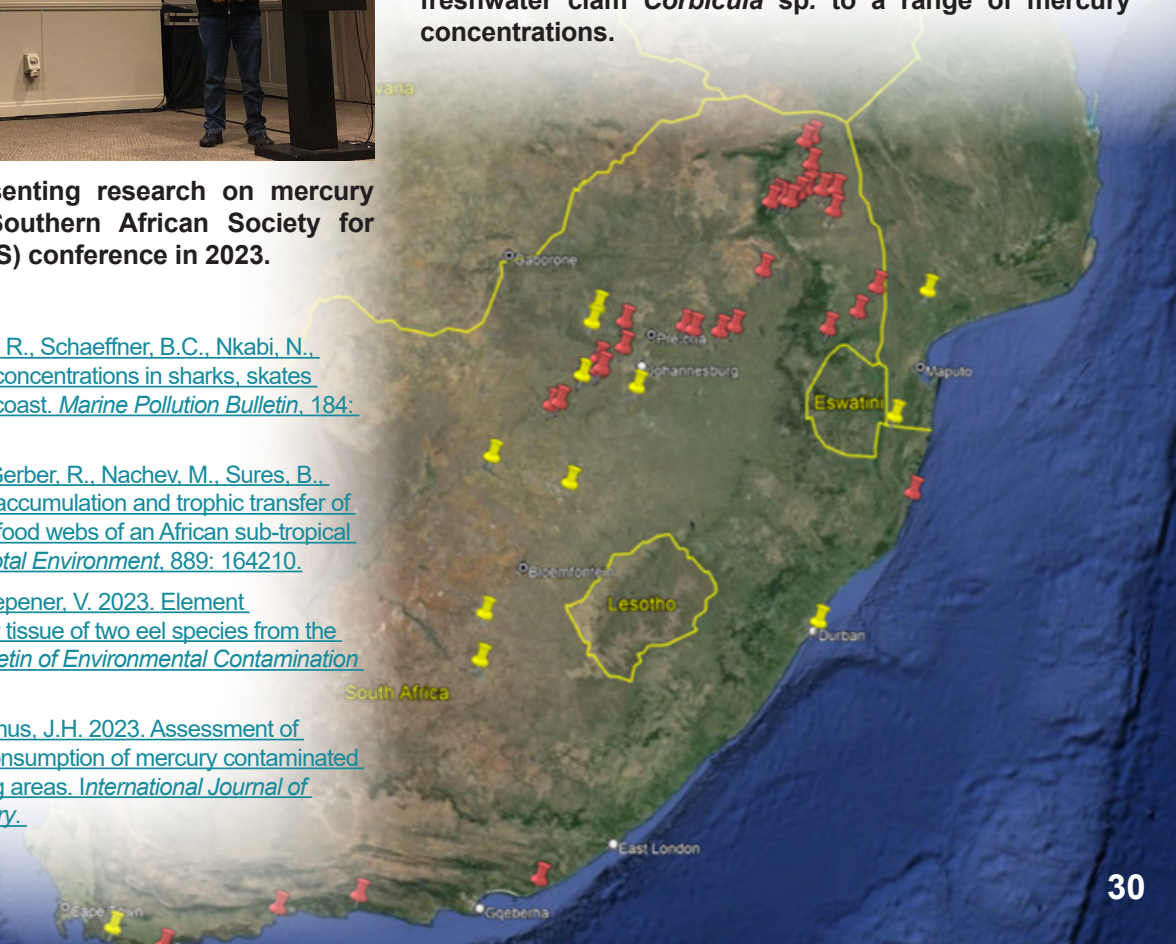 freshwater clam Corbicula sp. to a range of mercury
concentrations.
senting research on mercury
Southern African Society for
S) conference in 2023.
R., Schaeffner, B.C., Nkabi, N.,
concentrations in sharks, skates
coast. Marine Pollution Bulletin, 184:
Gerber, R., Nachev, M., Sures, B.,
accumulation and trophic transfer of
food webs of an African sub-tropical
otal Environment, 889: 164210.
epener, V. 2023. Element
tissue of two eel species from the
letin of Environmental Contamination
mus, J.H. 2023. Assessment of
onsumption of mercury contaminated
g areas. International Journal of
ry.
wana
Gaborone
Pretoria
Johannesburg
Maputo
Eswatini
Bloemfontein
Lesotho
Durban
South Africa
East London
Cape Town
Gqeberha
30